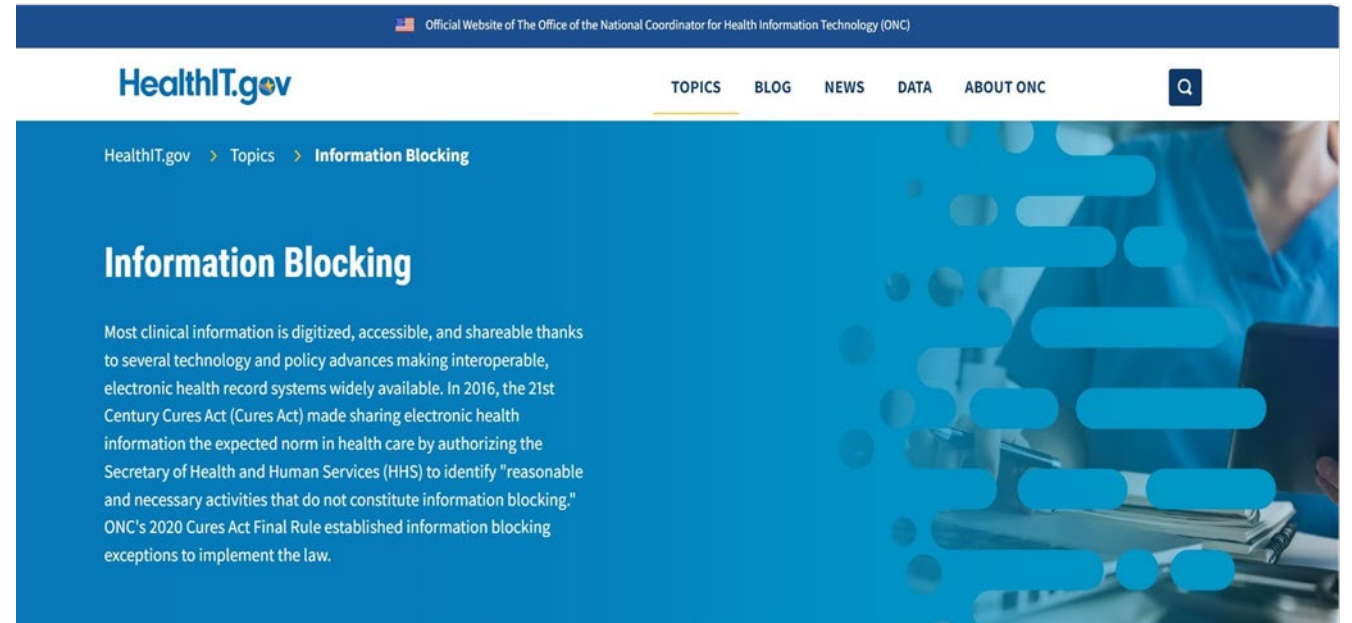 Official Website of The Office of the National Coordinator for Health Information Technology (ONC)
HealthIT.gov
TOPICS BLOG NEWS DATA ABOUT ONC
HealthIT.gov > Topics > Information Blocking
Information Blocking
Most clinical information is digitized, accessible, and shareable thanks
to several technology and policy advances making interoperable,
electronic health record systems widely available. In 2016, the 21st
Century Cures Act (Cures Act) made sharing electronic health
information the expected norm in health care by authorizing the
Secretary of Health and Human Services (HHS) to identify "reasonable
and necessary activities that do not constitute information blocking."
ONC's 2020 Cures Act Final Rule established information blocking
exceptions to implement the law.